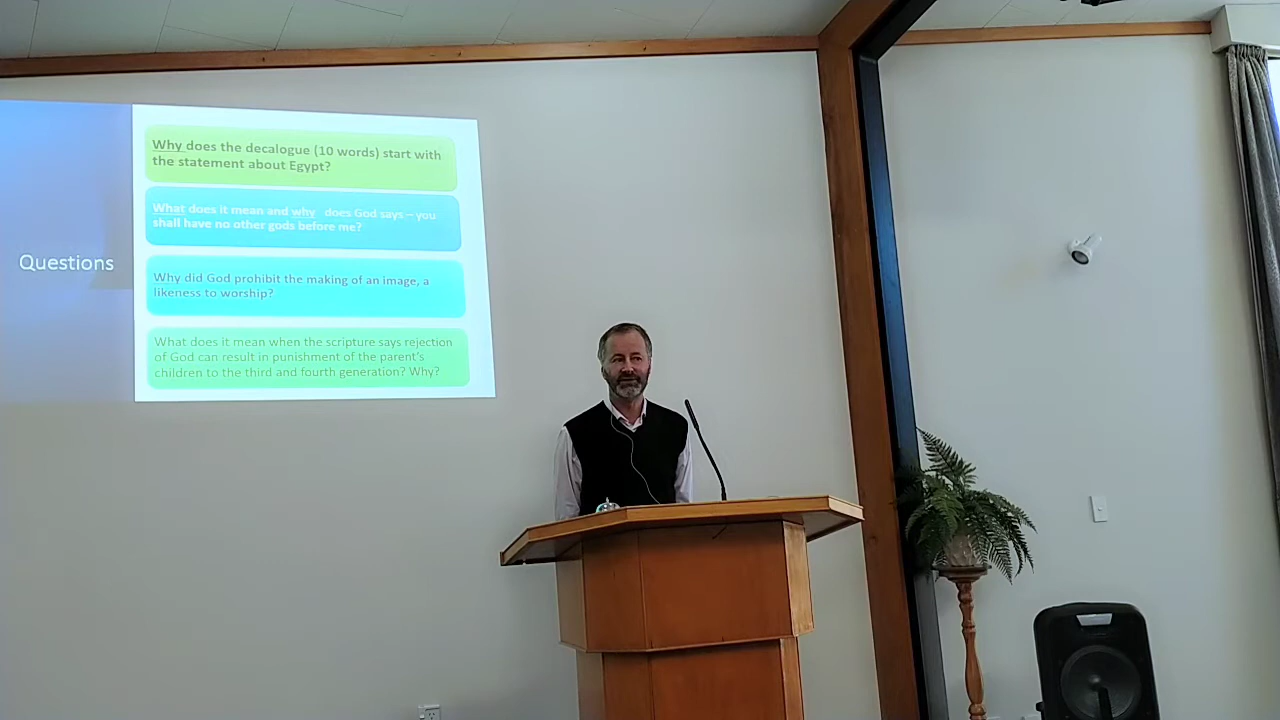 Questions
Why does the decalogue (10 words) start with
the statement about Egypt?
What does it mean and why does God says – you
shall have no other gods before me?
Why did God prohibit the making of an image, a
likeness to worship?
What does it mean when the scripture says rejection
of God can result in punishment of the parent's
children to the third and fourth generation? Why?